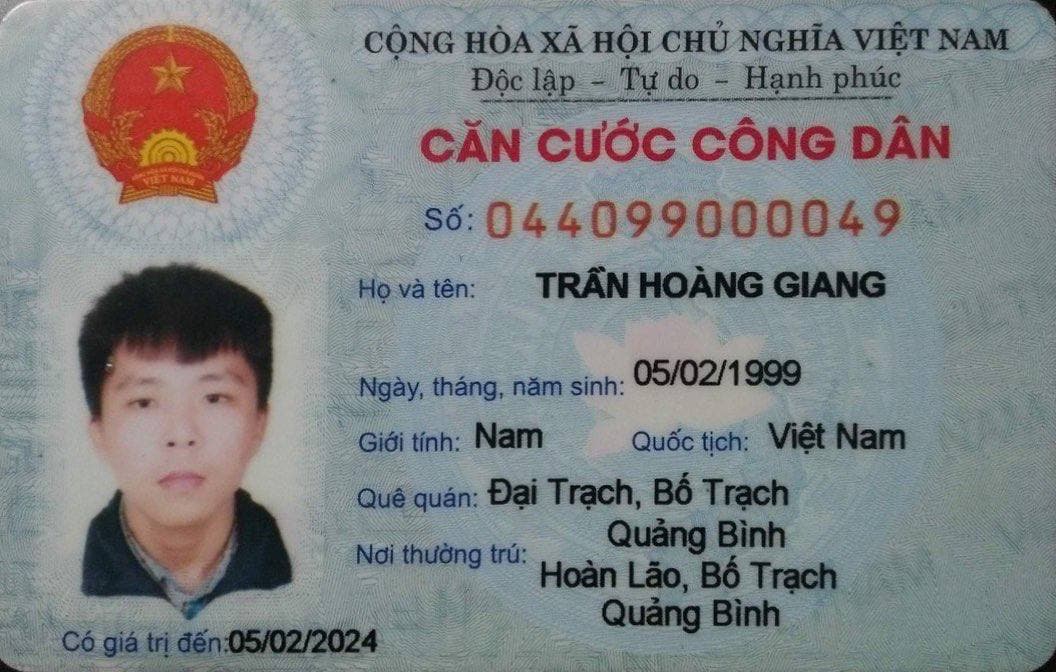 CỘNG HÒA XÃ HỘI CHỦ NGHĨA VIỆT NAM
Độc lập - Tự do - Hạnh phúc
CĂN CƯỚC CÔNG DÂN
Số: 044099000049
Họ và tên: TRẦN HOÀNG GIANG
Ngày, tháng, năm sinh: 05/02/1999
Giới tính: Nam Quốc tịch: Việt Nam
Quê quán: Đại Trạch, Bố Trạch
Quảng Bình
Nơi thường trú:
Hoàn Lão, Bố Trạch
Quảng Bình
Có giá trị đến: 05/02/2024
VIỆT NAM